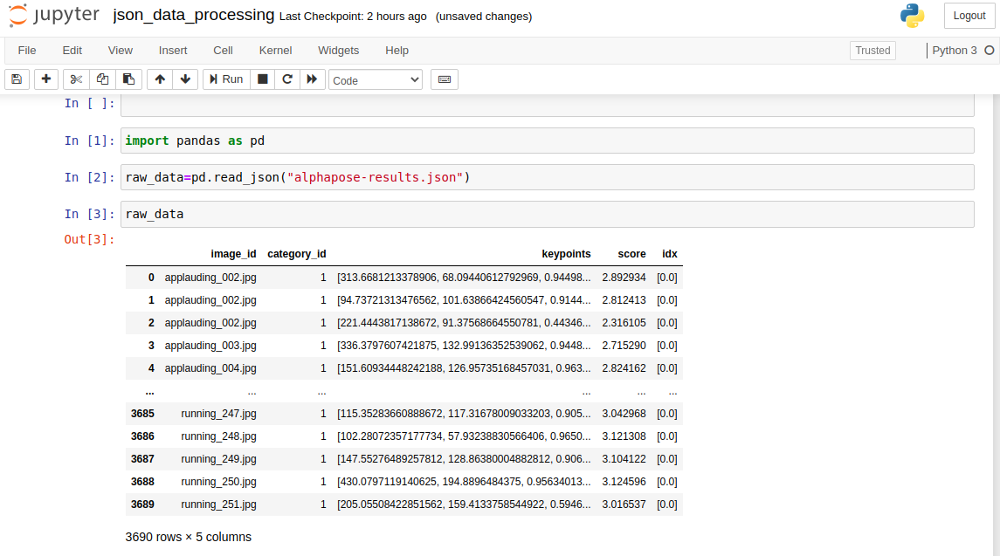 jupyter json_data_processing Last Checkpoint: 2 hours ago (unsaved changes) Logout
File Edit View Insert Cell Kernel Widgets Help Trusted Python 3
Run Code
In [ ]:
In [1]: import pandas as pd
In [2]: raw_data=pd.read_json("alphapose-results.json")
In [3]: raw_data
Out[3]:
image_id category_id keypoints score idx
0 applauding_002.jpg 1 [313.6681213378906, 68.09440612792969, 0.94498... 2.892934 [0.0]
1 applauding_002.jpg 1 [94.73721313476562, 101.63866424560547, 0.9144... 2.812413 [0.0]
2 applauding_002.jpg 1 [221.4443817138672, 91.37568664550781, 0.44346... 2.316105 [0.0]
3 applauding_003.jpg 1 [336.3797607421875, 132.99136352539062, 0.9448... 2.715290 [0.0]
4 applauding_004.jpg 1 [151.60934448242188, 126.95735168457031, 0.963... 2.824162 [0.0]
... ... ... ... ... ...
3685 running_247.jpg 1 [115.35283660888672, 117.31678009033203, 0.905... 3.042968 [0.0]
3686 running_248.jpg 1 [102.28072357177734, 57.93238830566406, 0.9650... 3.121308 [0.0]
3687 running_249.jpg 1 [147.55276489257812, 128.86380004882812, 0.906... 3.104122 [0.0]
3688 running_250.jpg 1 [430.0797119140625, 194.8896484375, 0.95634013... 3.124596 [0.0]
3689 running_251.jpg 1 [205.05508422851562, 159.4133758544922, 0.5946... 3.016537 [0.0]
3690 rows × 5 columns